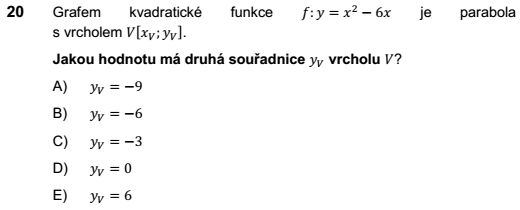 20 Grafem kvadratické funkce f: y = x² − 6x je parabola
s vrcholem V[x_V; y_V].
Jakou hodnotu má druhá souřadnice y_V vrcholu V?
A) y_V = −9
B) y_V = −6
C) y_V = −3
D) y_V = 0
E) y_V = 6